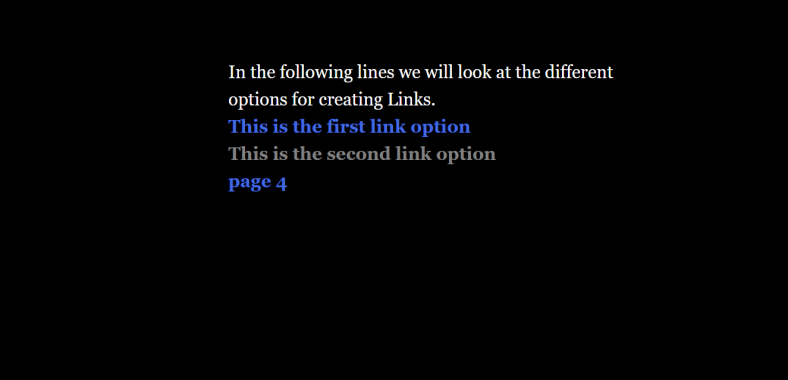 In the following lines we will look at the different
options for creating Links.
This is the first link option
This is the second link option
page 4